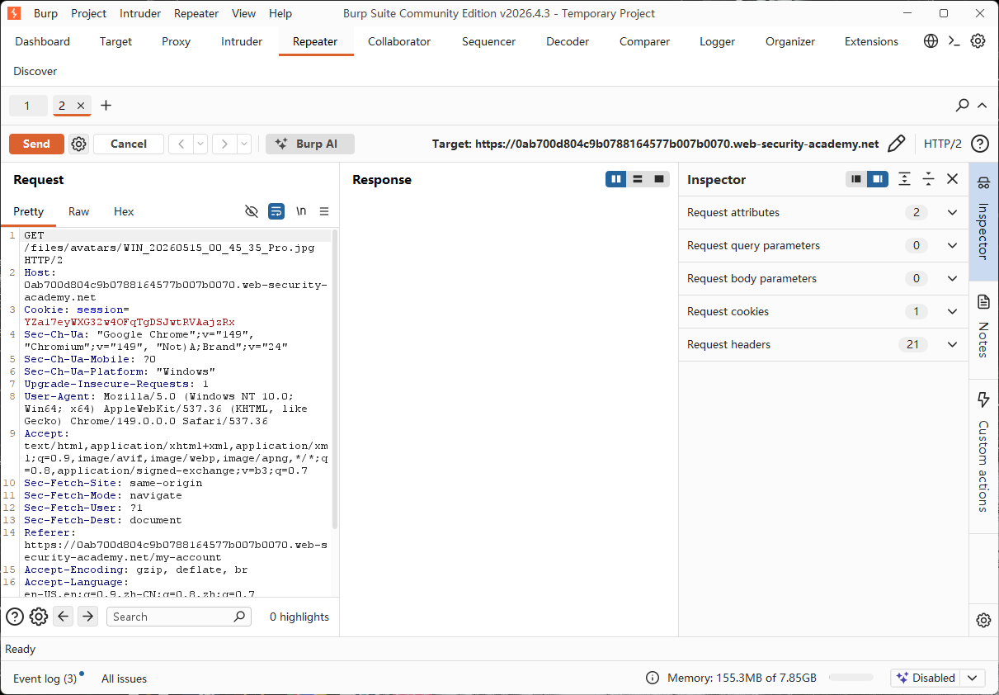 Burp Project Intruder Repeater View Help Burp Suite Community Edition v2026.4.3 - Temporary Project
Dashboard Target Proxy Intruder Repeater Collaborator Sequencer Decoder Comparer Logger Organizer Extensions
Discover
1 2
Send Cancel Burp AI Target: https://0ab700d804c9b0788164577b007b0070.web-security-academy.net HTTP/2
Request
Pretty Raw Hex \n
1 GET
/files/avatars/WIN_20260515_00_45_35_Pro.jpg
HTTP/2
2 Host:
0ab700d804c9b0788164577b007b0070.web-security-
academy.net
3 Cookie: session=
YZa17eyWXG32w4OFqTgDSJwtRVAajzRx
4 Sec-Ch-Ua: "Google Chrome";v="149",
"Chromium";v="149", "Not)A;Brand";v="24"
5 Sec-Ch-Ua-Mobile: ?0
6 Sec-Ch-Ua-Platform: "Windows"
7 Upgrade-Insecure-Requests: 1
8 User-Agent: Mozilla/5.0 (Windows NT 10.0;
Win64; x64) AppleWebKit/537.36 (KHTML, like
Gecko) Chrome/149.0.0.0 Safari/537.36
9 Accept:
text/html,application/xhtml+xml,application/xm
l;q=0.9,image/avif,image/webp,image/apng,*/*;q
=0.8,application/signed-exchange;v=b3;q=0.7
10 Sec-Fetch-Site: same-origin
11 Sec-Fetch-Mode: navigate
12 Sec-Fetch-User: ?1
13 Sec-Fetch-Dest: document
14 Referer:
https://0ab700d804c9b0788164577b007b0070.web-s
ecurity-academy.net/my-account
15 Accept-Encoding: gzip, deflate, br
16 Accept-Language:
en-US,en;q=0.9,zh-CN;q=0.8,zh;q=0.7
Search 0 highlights
Response
Inspector
Request attributes 2
Request query parameters 0
Request body parameters 0
Request cookies 1
Request headers 21
Inspector
Notes
Custom actions
Ready
Event log (3) All issues Memory: 155.3MB of 7.85GB Disabled